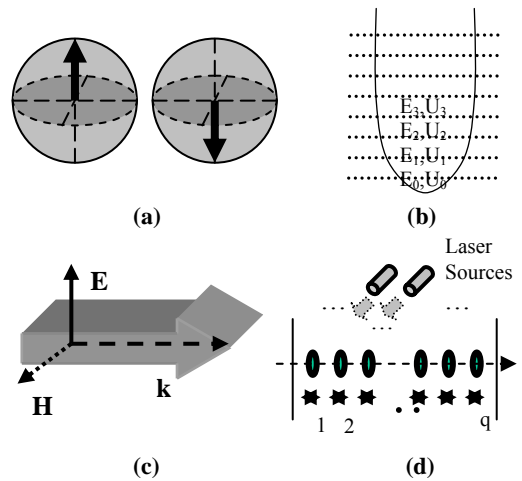 E₃,U₃
E₂,U₂
E₁,U₁
E₀,U₀
(a)
(b)
Laser
Sources
E
k
H
...
...
...
1
2
q
(c)
(d)